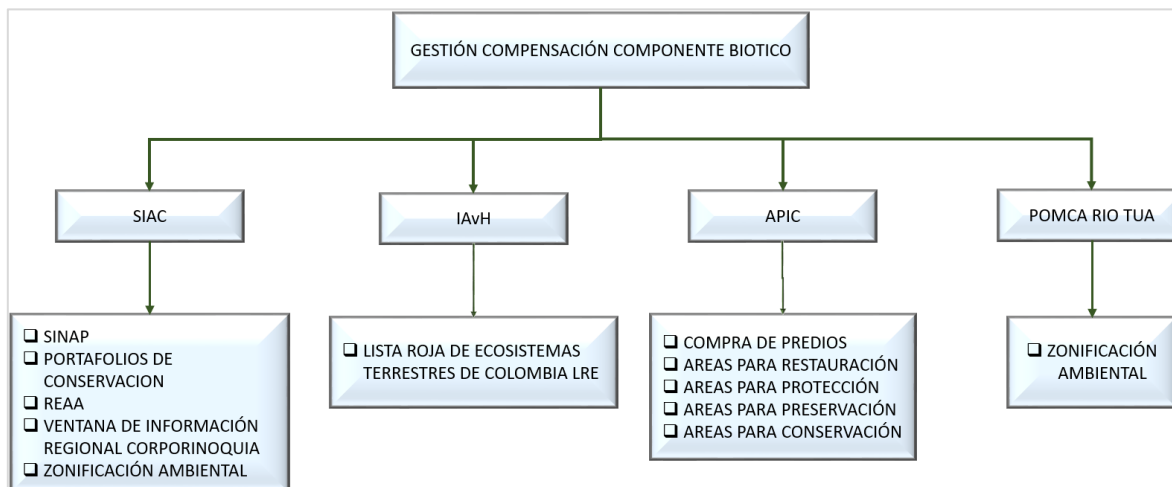 GESTIÓN COMPENSACIÓN COMPONENTE BIOTICO
SIAC
IAvH
APIC
POMCA RIO TUA
❑ SINAP
❑ PORTAFOLIOS DE
CONSERVACION
❑ REAA
❑ VENTANA DE INFORMACIÓN
REGIONAL CORPORINOQUIA
❑ ZONIFICACIÓN AMBIENTAL
❑ LISTA ROJA DE ECOSISTEMAS
TERRESTRES DE COLOMBIA LRE
❑ COMPRA DE PREDIOS
❑ AREAS PARA RESTAURACIÓN
❑ AREAS PARA PROTECCIÓN
❑ AREAS PARA PRESERVACIÓN
❑ AREAS PARA CONSERVACIÓN
❑ ZONIFICACIÓN
AMBIENTAL